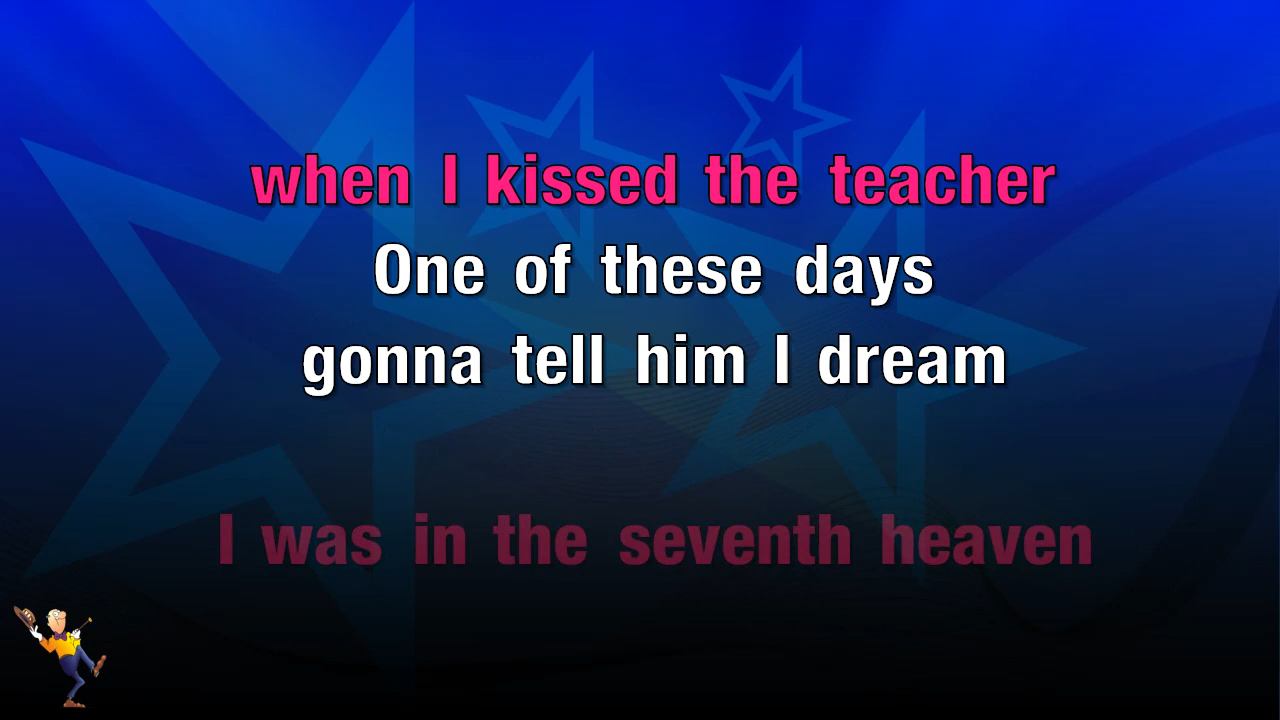 when I kissed the teacher
One of these days
gonna tell him I dream
I was in the seventh heaven